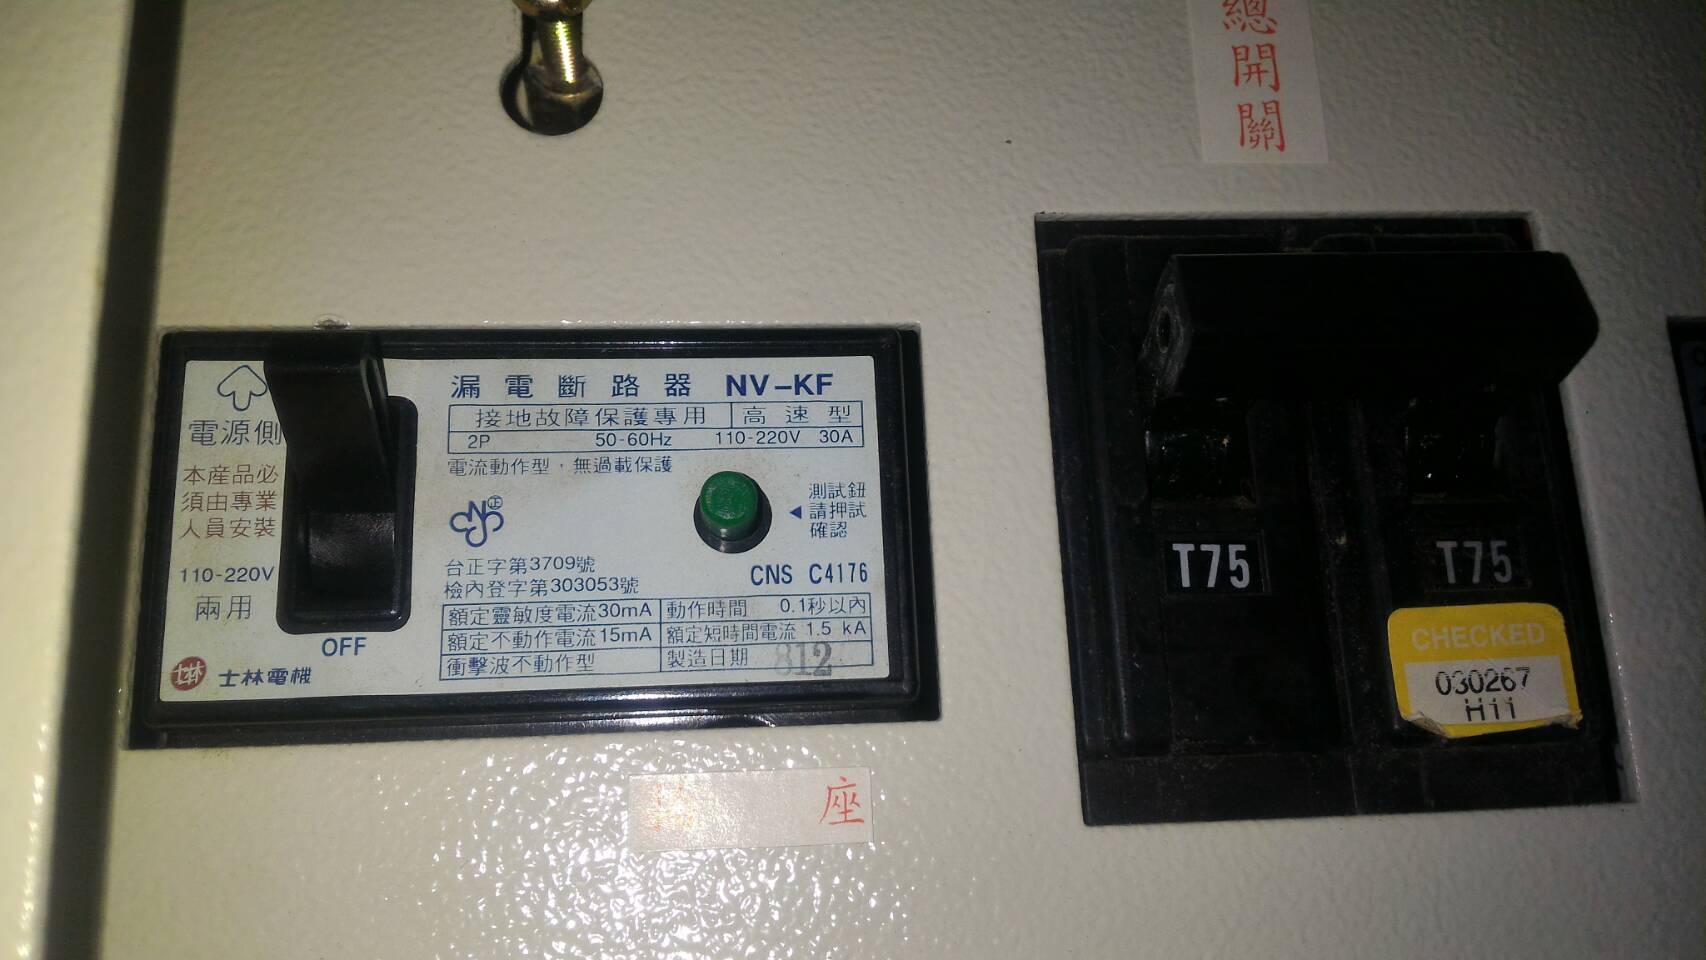 總開關
電源側
本產品必
須由專業
人員安裝
110-220V
兩用
OFF
士林電機
漏電斷路器 NV-KF
接地故障保護專用 高速型
2P 50-60Hz 110-220V 30A
電流動作型，無過載保護
測試鈕
請押試
確認
台正字第3709號
檢內登字第303053號
CNS C4176
額定靈敏度電流30mA 動作時間 0.1秒以內
額定不動作電流15mA 額定短時間電流 1.5 kA
衝擊波不動作型 製造日期 812
座
T75 T75
CHECKED
030267
H11